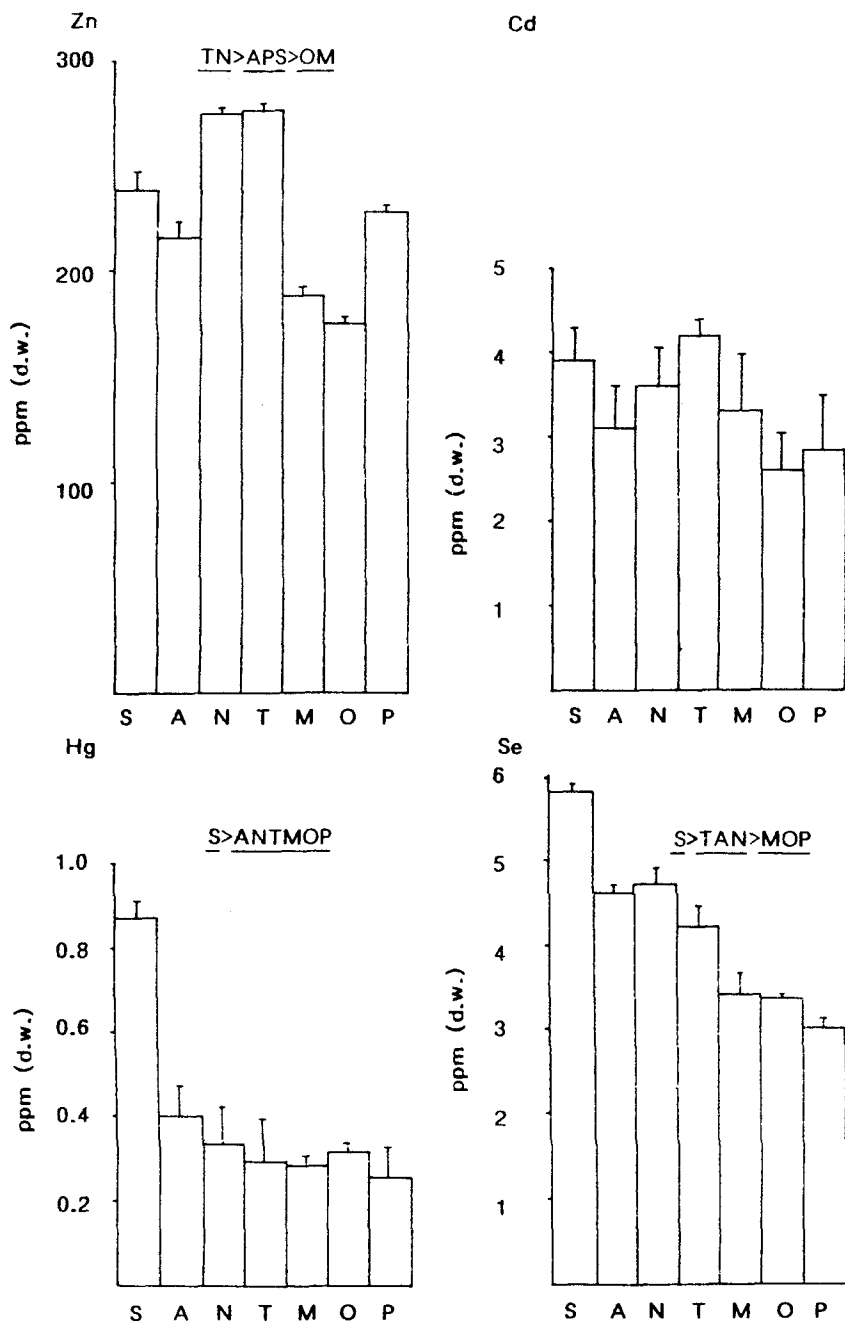 Zn
TN>APS>OM
300
200
100
ppm (d.w.)
S A N T M O P
Cd
5
4
3
2
1
ppm (d.w.)
S A N T M O P
Hg
S>ANTMOP
1.0
0.8
0.6
0.4
0.2
ppm (d.w.)
S A N T M O P
Se
S>TAN>MOP
6
5
4
3
2
1
ppm (d.w.)
S A N T M O P